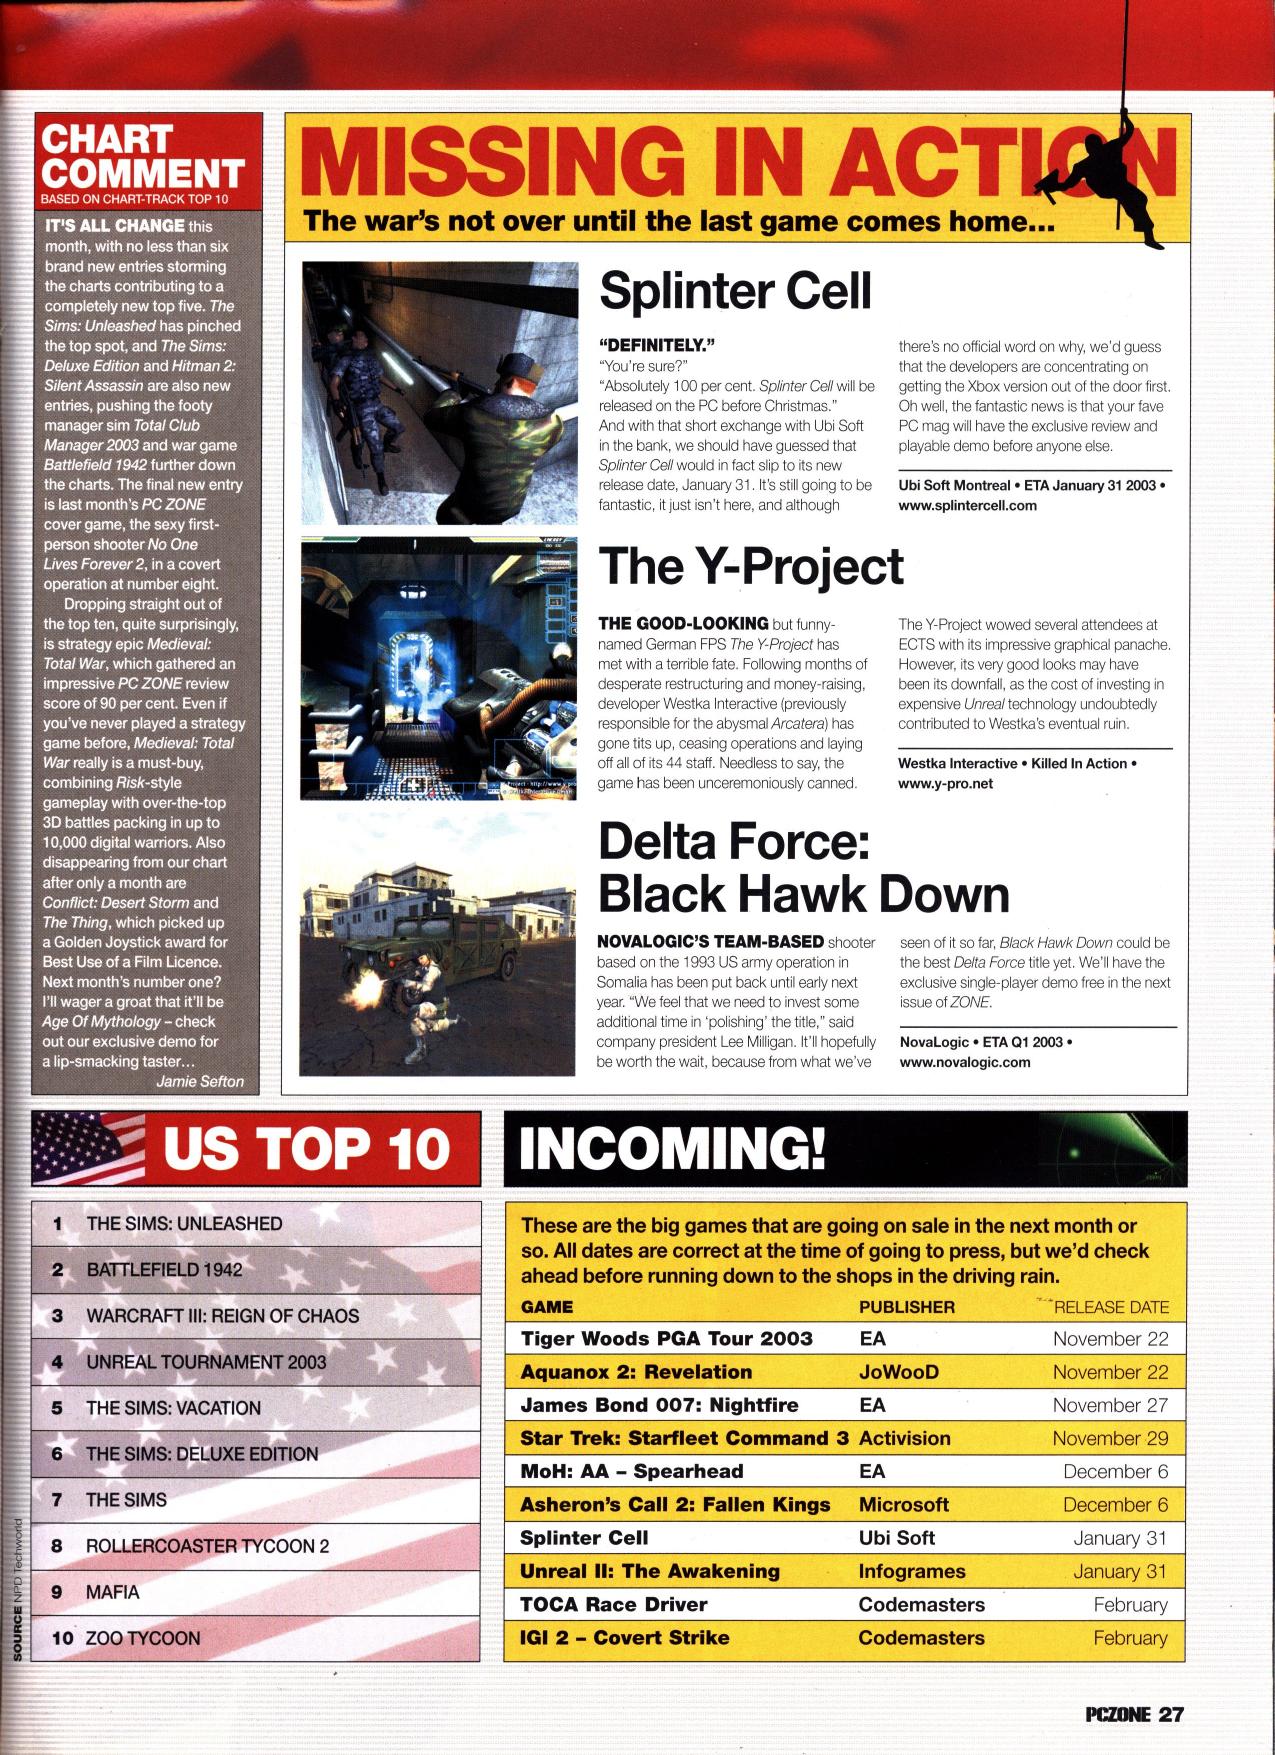 CHART
COMMENT
BASED ON CHART-TRACK TOP 10
IT'S ALL CHANGE this
month, with no less than six
brand new entries storming
the charts contributing to a
completely new top five. The
Sims: Unleashed has pinched
the top spot, and The Sims:
Deluxe Edition and Hitman 2:
Silent Assassin are also new
entries, pushing the footy
manager sim Total Club
Manager 2003 and war game
Battlefield 1942 further down
the charts. The final new entry
is last month's PC ZONE
cover game, the sexy first-
person shooter No One
Lives Forever 2, in a covert
operation at number eight.
Dropping straight out of
the top ten, quite surprisingly,
is strategy epic Medieval:
Total War, which gathered an
impressive PC ZONE review
score of 90 per cent. Even if
you've never played a strategy
game before, Medieval: Total
War really is a must-buy,
combining Risk-style
gameplay with over-the-top
3D battles packing in up to
10,000 digital warriors. Also
disappearing from our chart
after only a month are
Conflict: Desert Storm and
The Thing, which picked up
a Golden Joystick award for
Best Use of a Film Licence.
Next month's number one?
I'll wager a groat that it'll be
Age Of Mythology – check
out our exclusive demo for
a lip-smacking taster...
Jamie Sefton
MISSING IN ACTION
The war's not over until the last game comes home...
Splinter Cell
“DEFINITELY.”
“You're sure?”
“Absolutely 100 per cent. Splinter Cell will be
released on the PC before Christmas.”
And with that short exchange with Ubi Soft
in the bank, we should have guessed that
Splinter Cell would in fact slip to its new
release date, January 31. It's still going to be
fantastic, it just isn't here, and although
there's no official word on why, we'd guess
that the developers are concentrating on
getting the Xbox version out of the door first.
Oh well, the fantastic news is that your fave
PC mag will have the exclusive review and
playable demo before anyone else.
Ubi Soft Montreal • ETA January 31 2003 •
www.splintercell.com
The Y-Project
THE GOOD-LOOKING but funny-
named German FPS The Y-Project has
met with a terrible fate. Following months of
desperate restructuring and money-raising,
developer Westka Interactive (previously
responsible for the abysmal Arcatera) has
gone tits up, ceasing operations and laying
off all of its 44 staff. Needless to say, the
game has been unceremoniously canned.
The Y-Project wowed several attendees at
ECTS with its impressive graphical panache.
However, its very good looks may have
been its downfall, as the cost of investing in
expensive Unreal technology undoubtedly
contributed to Westka's eventual ruin.
Westka Interactive • Killed In Action •
www.y-pro.net
Delta Force:
Black Hawk Down
NOVALOGIC'S TEAM-BASED shooter
based on the 1993 US army operation in
Somalia has been put back until early next
year. “We feel that we need to invest some
additional time in ‘polishing’ the title,” said
company president Lee Milligan. It'll hopefully
be worth the wait, because from what we've
seen of it so far, Black Hawk Down could be
the best Delta Force title yet. We'll have the
exclusive single-player demo free in the next
issue of ZONE.
NovaLogic • ETA Q1 2003 •
www.novalogic.com
US TOP 10
1 THE SIMS: UNLEASHED
2 BATTLEFIELD 1942
3 WARCRAFT III: REIGN OF CHAOS
4 UNREAL TOURNAMENT 2003
5 THE SIMS: VACATION
6 THE SIMS: DELUXE EDITION
7 THE SIMS
8 ROLLERCOASTER TYCOON 2
9 MAFIA
10 ZOO TYCOON
SOURCE NPD Techworld
INCOMING!
These are the big games that are going on sale in the next month or
so. All dates are correct at the time of going to press, but we'd check
ahead before running down to the shops in the driving rain.
GAME PUBLISHER RELEASE DATE
Tiger Woods PGA Tour 2003 EA November 22
Aquanox 2: Revelation JoWooD November 22
James Bond 007: Nightfire EA November 27
Star Trek: Starfleet Command 3 Activision November 29
MoH: AA – Spearhead EA December 6
Asheron's Call 2: Fallen Kings Microsoft December 6
Splinter Cell Ubi Soft January 31
Unreal II: The Awakening Infogrames January 31
TOCA Race Driver Codemasters February
IGI 2 – Covert Strike Codemasters February
PCZONE 27